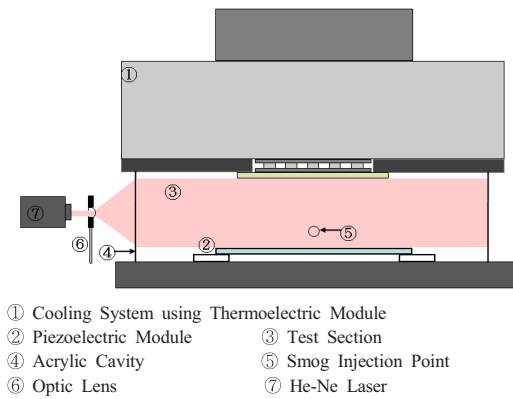 ①
③
⑦
⑤
②
⑥
④
① Cooling System using Thermoelectric Module
② Piezoelectric Module ③ Test Section
④ Acrylic Cavity ⑤ Smog Injection Point
⑥ Optic Lens ⑦ He-Ne Laser